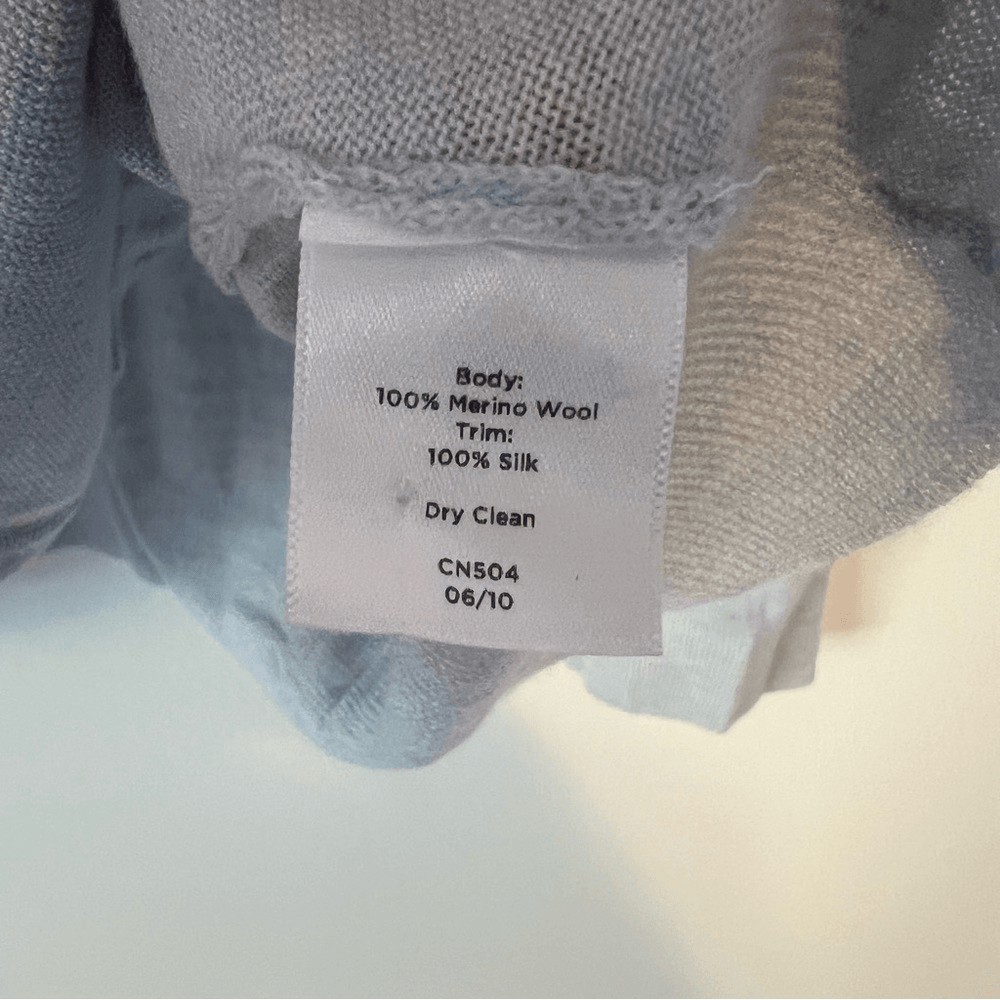 Body:
100% Merino Wool
Trim:
100% Silk
Dry Clean
CN504
06/10